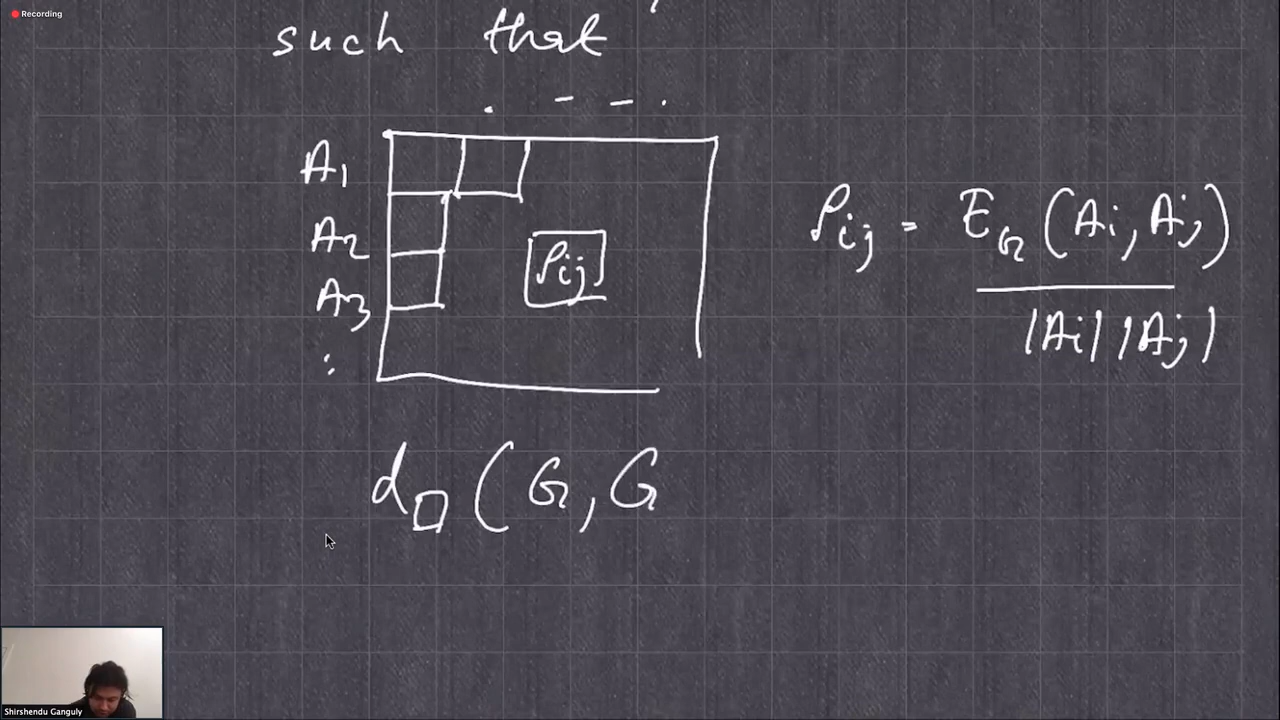 Recording
such that
. - - .
A1
A2
ρij
A3
:
ρij = EG (Ai, Aj)
|Ai| |Aj|
d□ (G, G
Shirshendu Ganguly